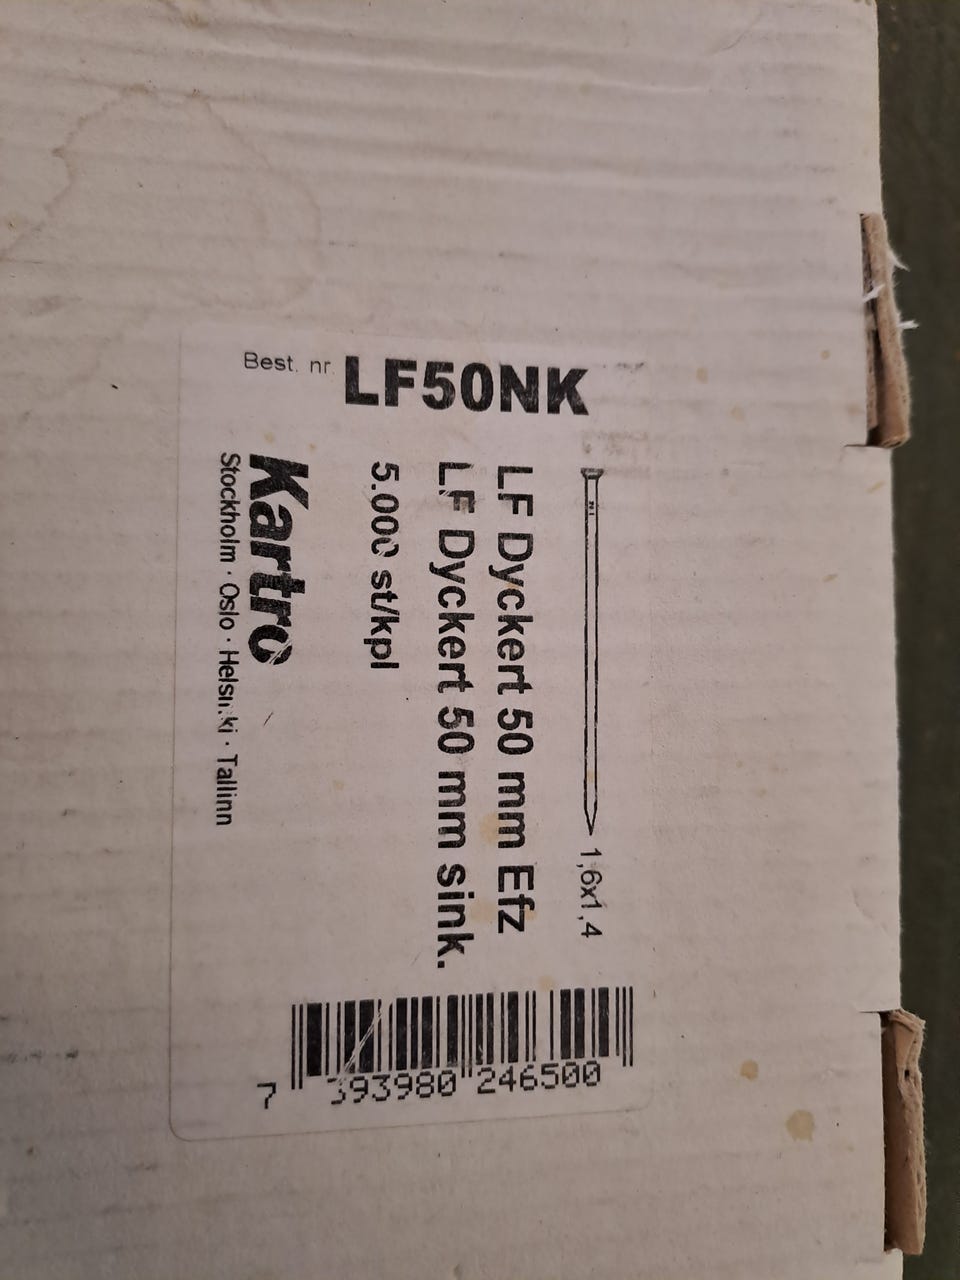 Best. nr. LF50NK
1,6x1,4
LF Dyckert 50 mm Efz
LF Dyckert 50 mm sink.
5.000 st/kpl
Kartro
Stockholm · Oslo · Helsinki · Tallinn
7 393980 246500